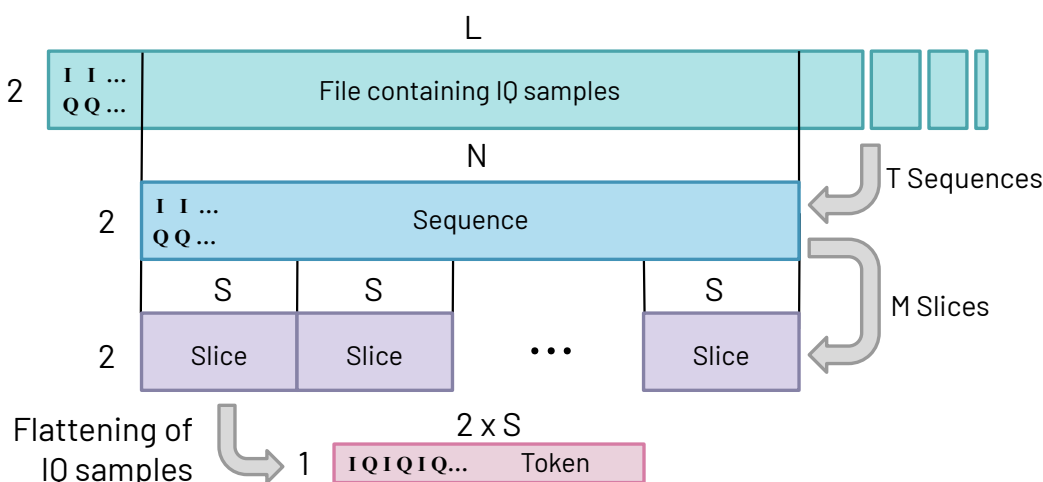 L
2
I I ...
Q Q ...
File containing IQ samples
N
T Sequences
2
I I ...
Q Q ...
Sequence
S S S
M Slices
2
Slice Slice ... Slice
Flattening of
IQ samples
2 x S
1
I Q I Q I Q... Token